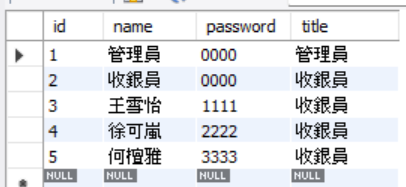 id name password title
1 管理員 0000 管理員
2 收銀員 0000 收銀員
3 王雪怡 1111 收銀員
4 徐可嵐 2222 收銀員
5 何檀雅 3333 收銀員
NULL NULL NULL NULL